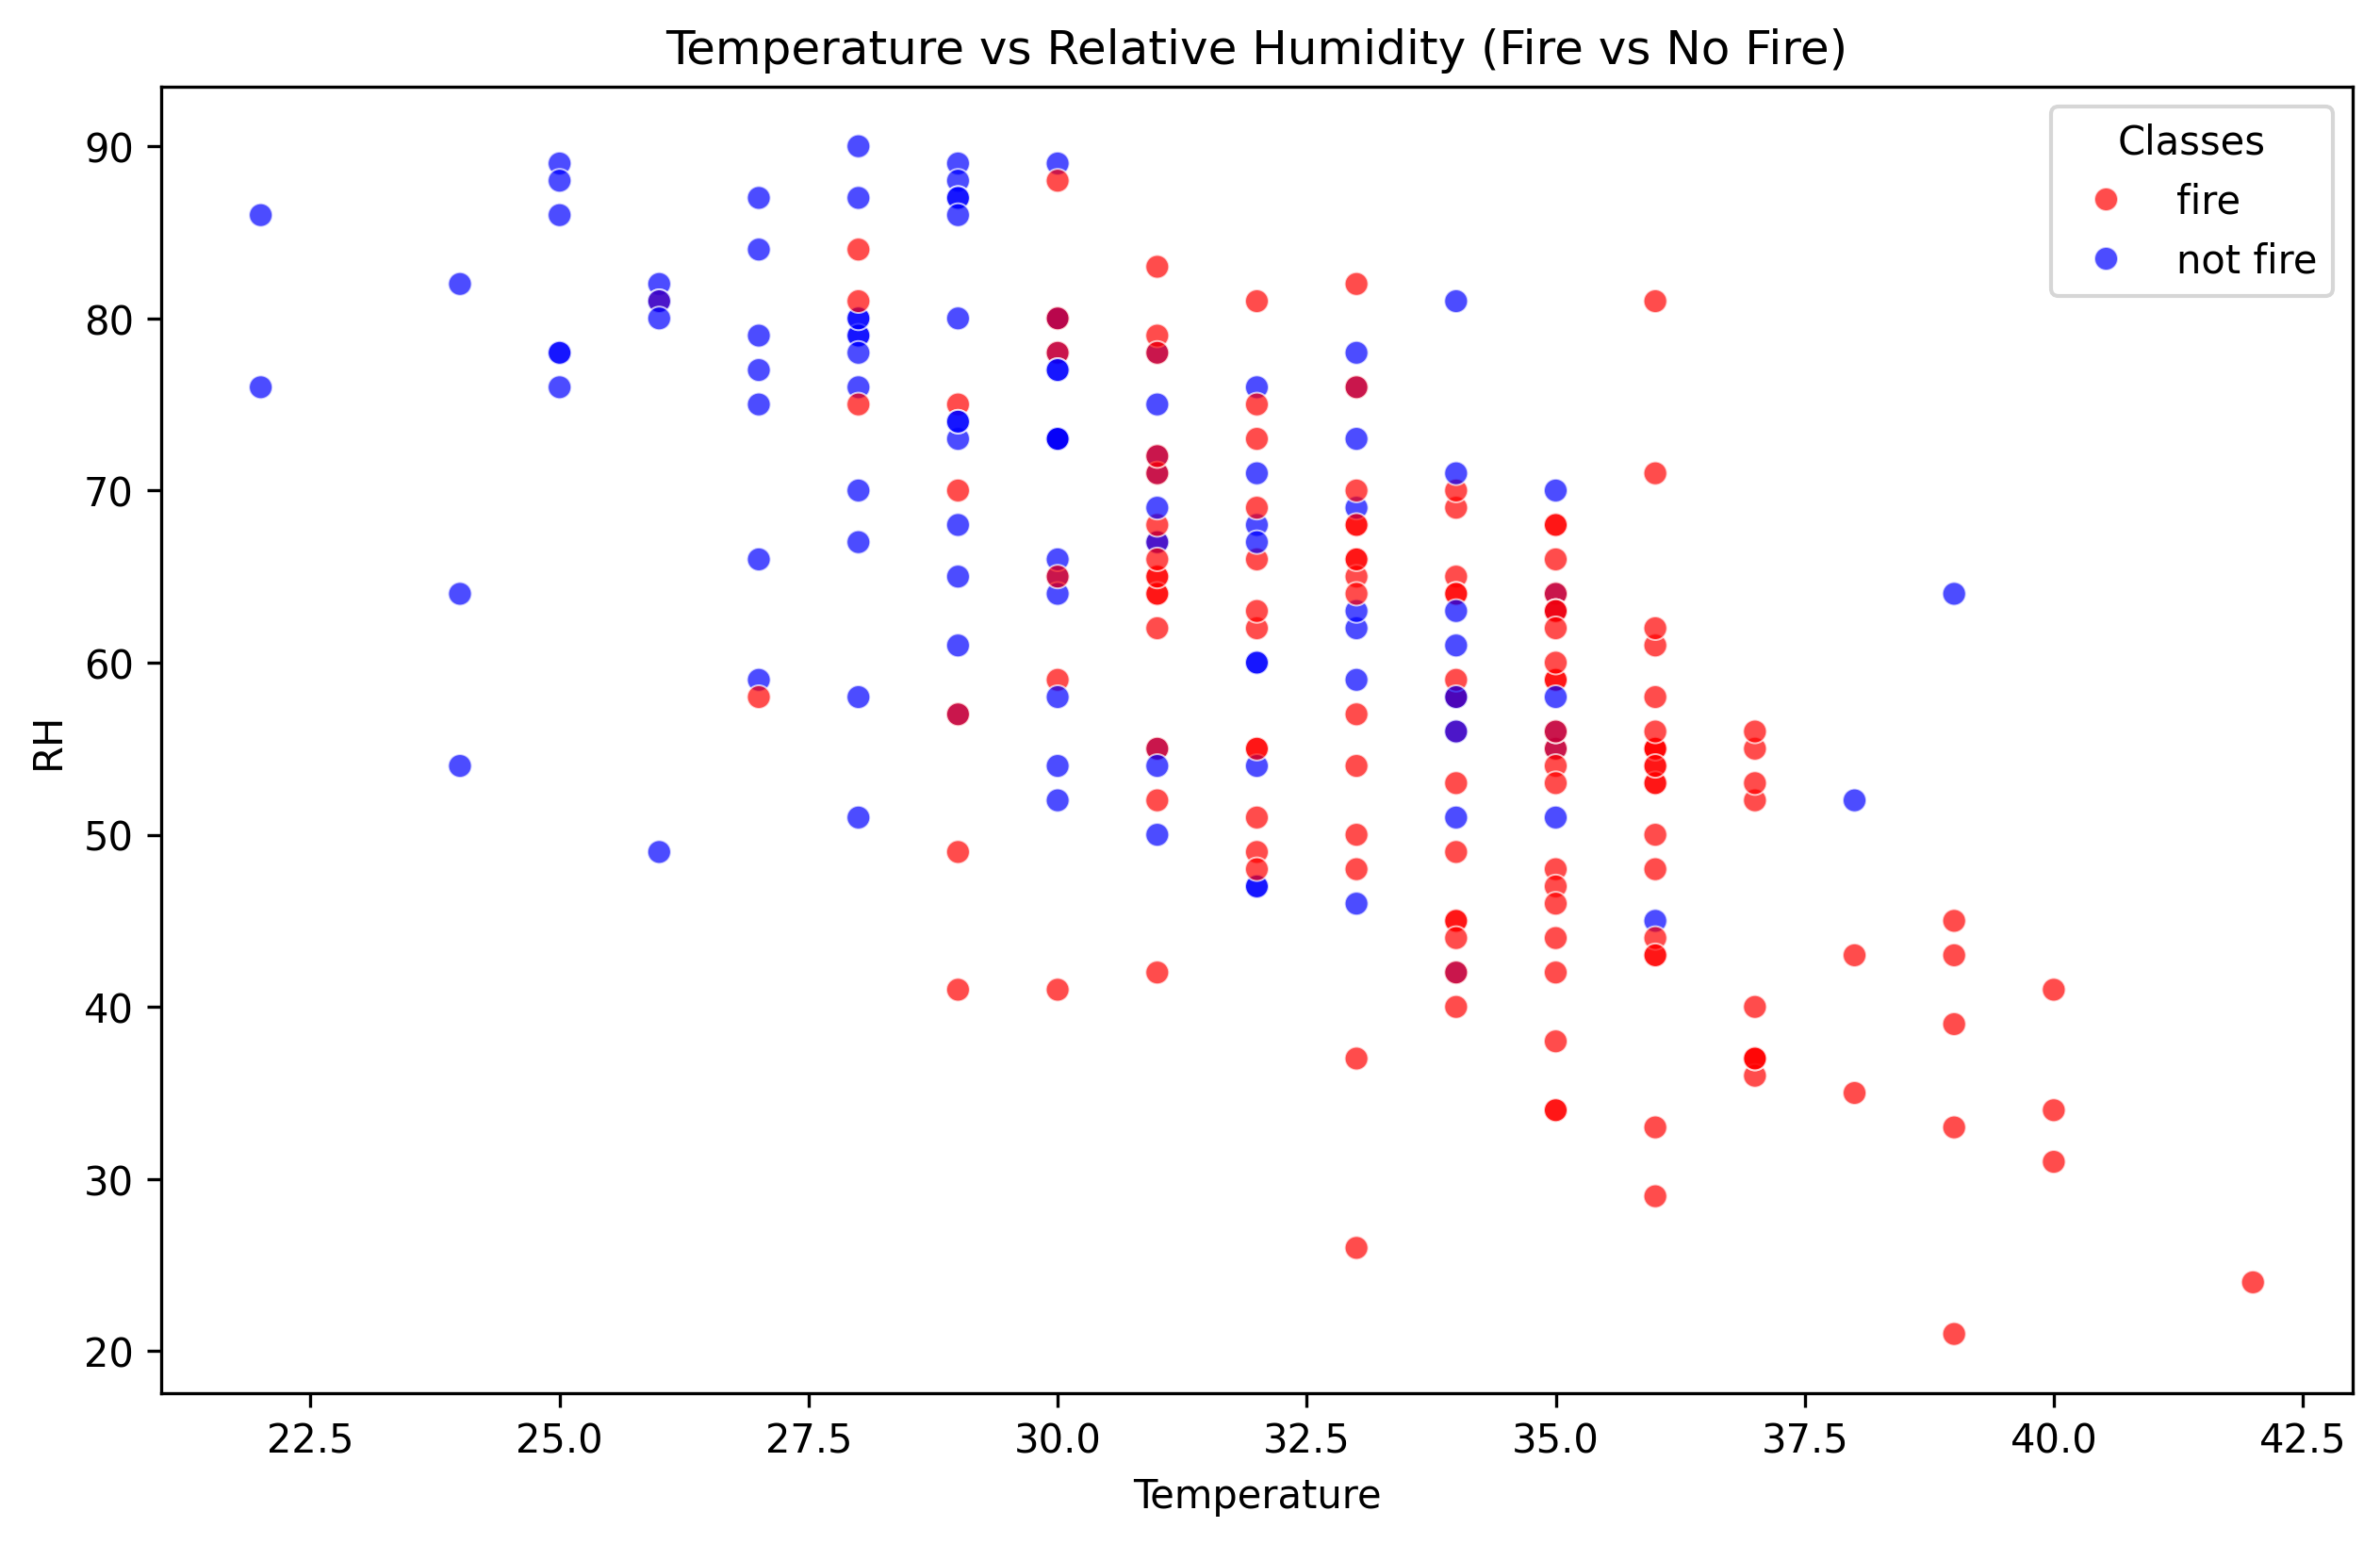 Temperature vs Relative Humidity (Fire vs No Fire)
Classes
fire
not fire
90
80
70
60
50
40
30
20
RH
22.5 25.0 27.5 30.0 32.5 35.0 37.5 40.0 42.5
Temperature